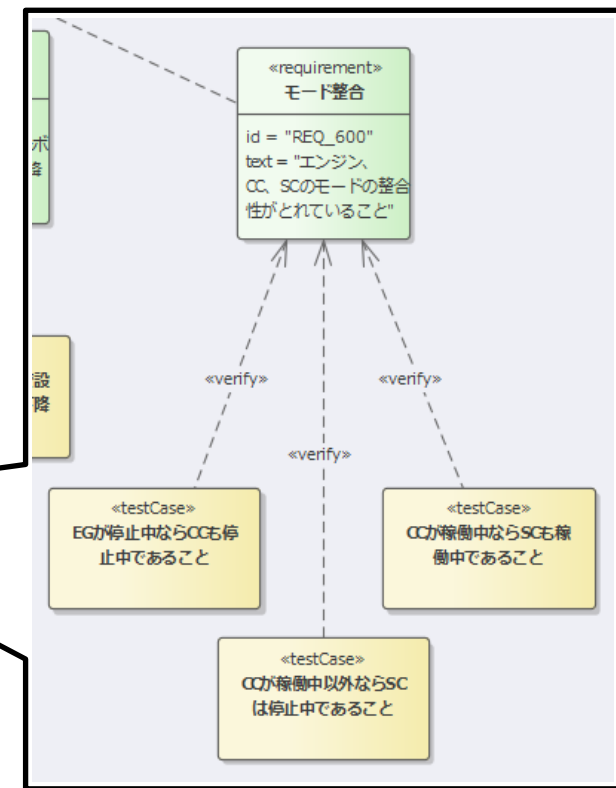 «requirement»
モード整合
id = "REQ_600"
text = "エンジン、
CC、SCのモードの整合
性がとれていること"
ボ
降
設
降
«verify»
«verify»
«verify»
«testCase»
EGが停止中ならCCも停
止中であること
«testCase»
CCが稼働中ならSCも稼
働中であること
«testCase»
CCが稼働中以外ならSC
は停止中であること